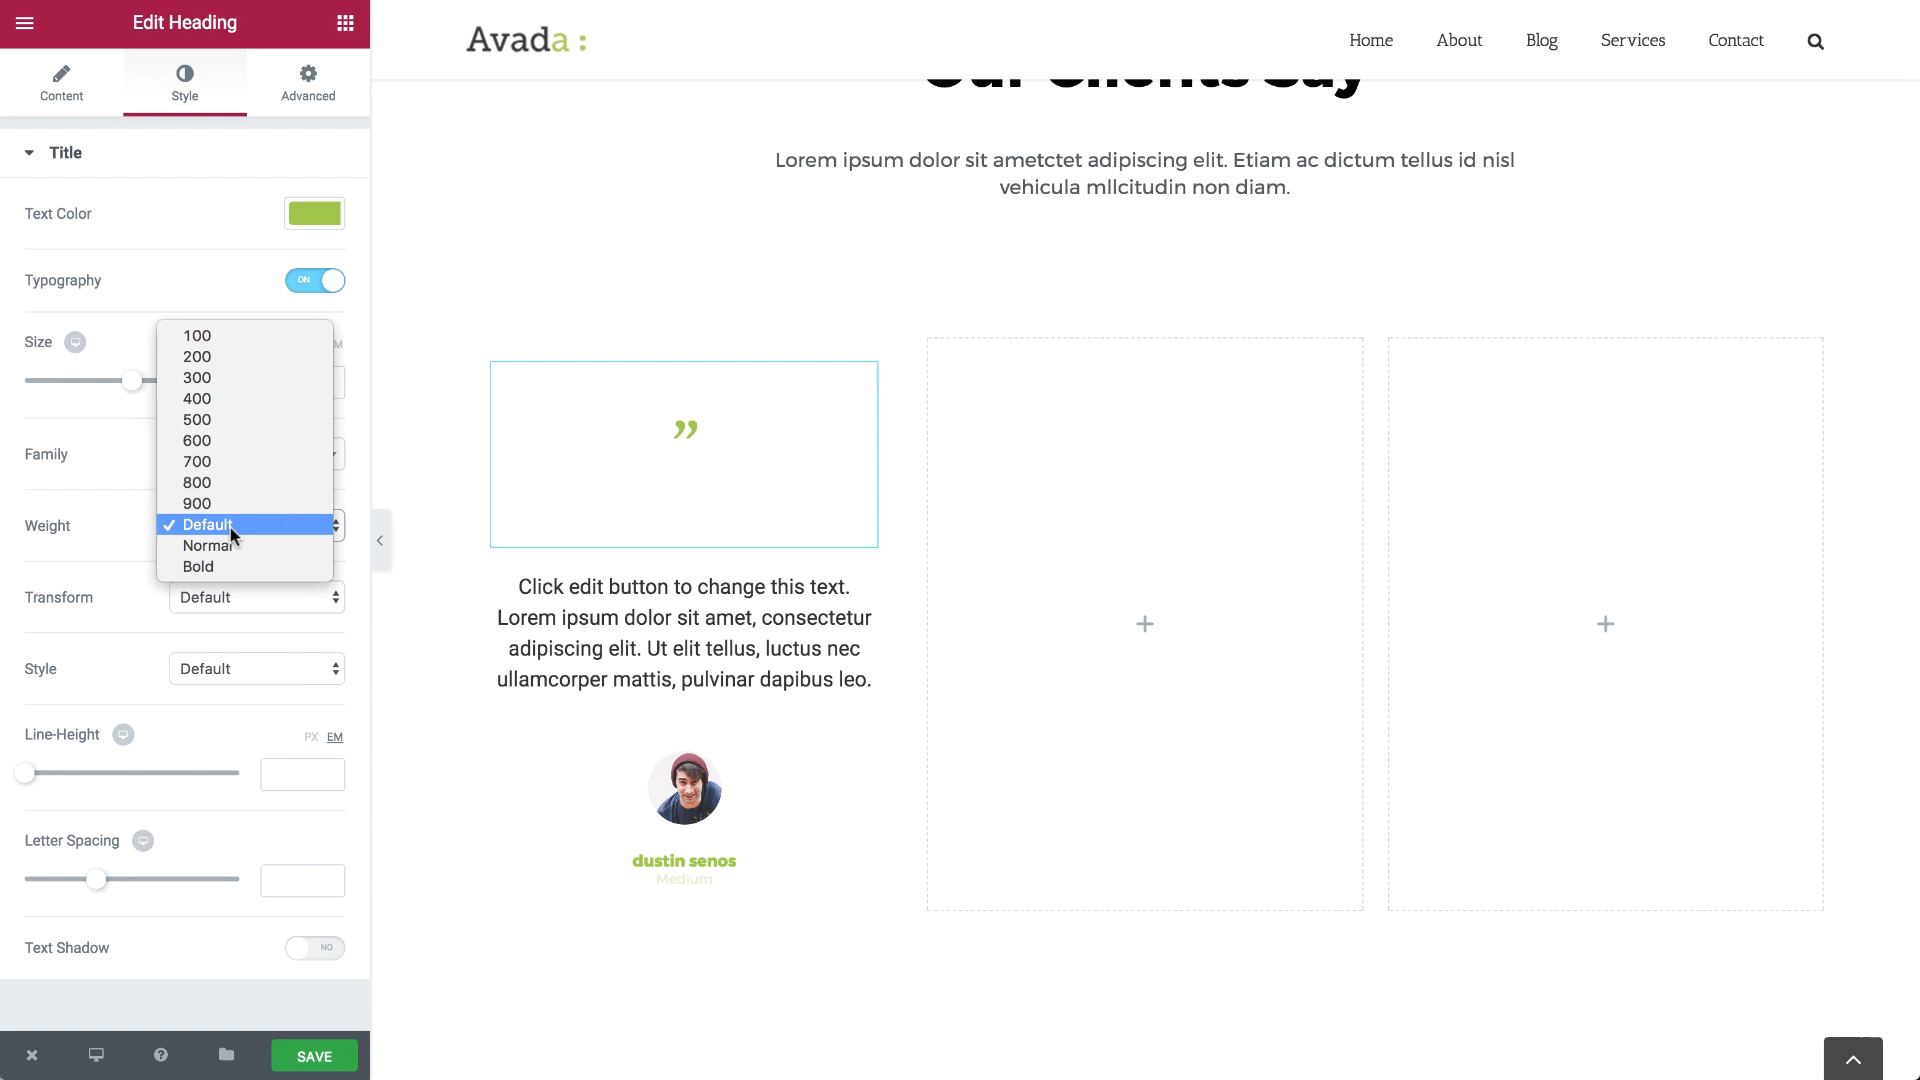 Edit Heading
Content
Style
Advanced
Title
Text Color
Typography
ON
Size
M
100
200
300
400
500
600
700
800
900
Family
Weight
✓ Default
Normal
Bold
Transform
Default
Style
Default
Line-Height
PX EM
Letter Spacing
Text Shadow
NO
SAVE
Avada :
Home
About
Blog
Services
Contact
Our Clients Say
Lorem ipsum dolor sit ametctet adipiscing elit. Etiam ac dictum tellus id nisl
vehicula mllcitudin non diam.
”
Click edit button to change this text.
Lorem ipsum dolor sit amet, consectetur
adipiscing elit. Ut elit tellus, luctus nec
ullamcorper mattis, pulvinar dapibus leo.
dustin senos
Medium